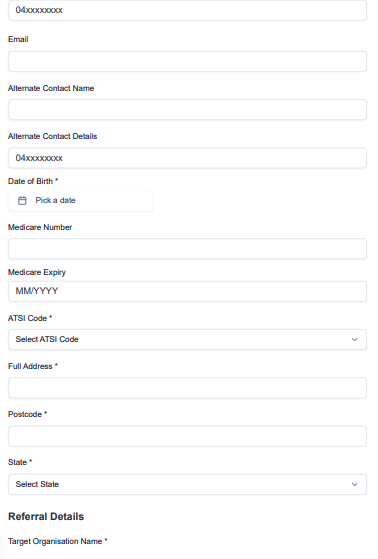 04xxxxxxxx
Email
Alternate Contact Name
Alternate Contact Details
04xxxxxxxx
Date of Birth *
Pick a date
Medicare Number
Medicare Expiry
MM/YYYY
ATSI Code *
Select ATSI Code
Full Address *
Postcode *
State *
Select State
Referral Details
Target Organisation Name *